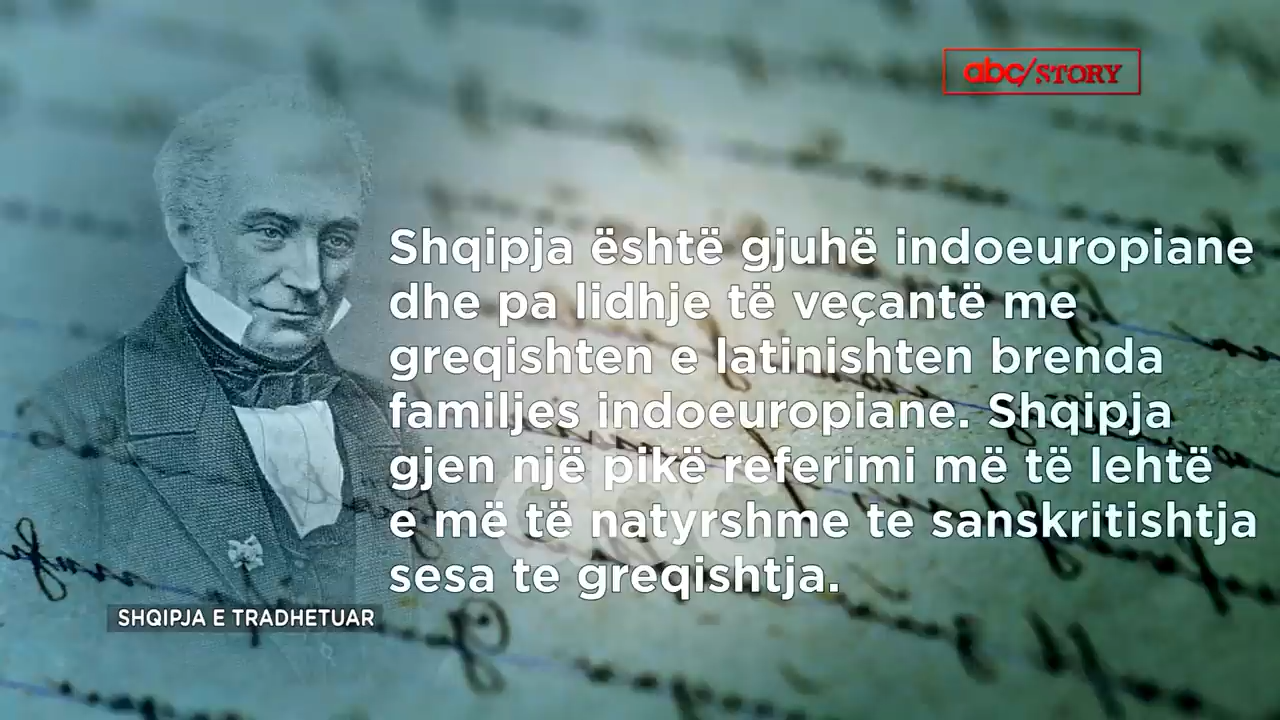 abc/STORY
Shqipja është gjuhë indoeuropiane
dhe pa lidhje të veçantë me
greqishten e latinishten brenda
familjes indoeuropiane. Shqipja
gjen një pikë referimi më të lehtë
e më të natyrshme te sanskritishtja
sesa te greqishtja.
SHQIPJA E TRADHETUAR